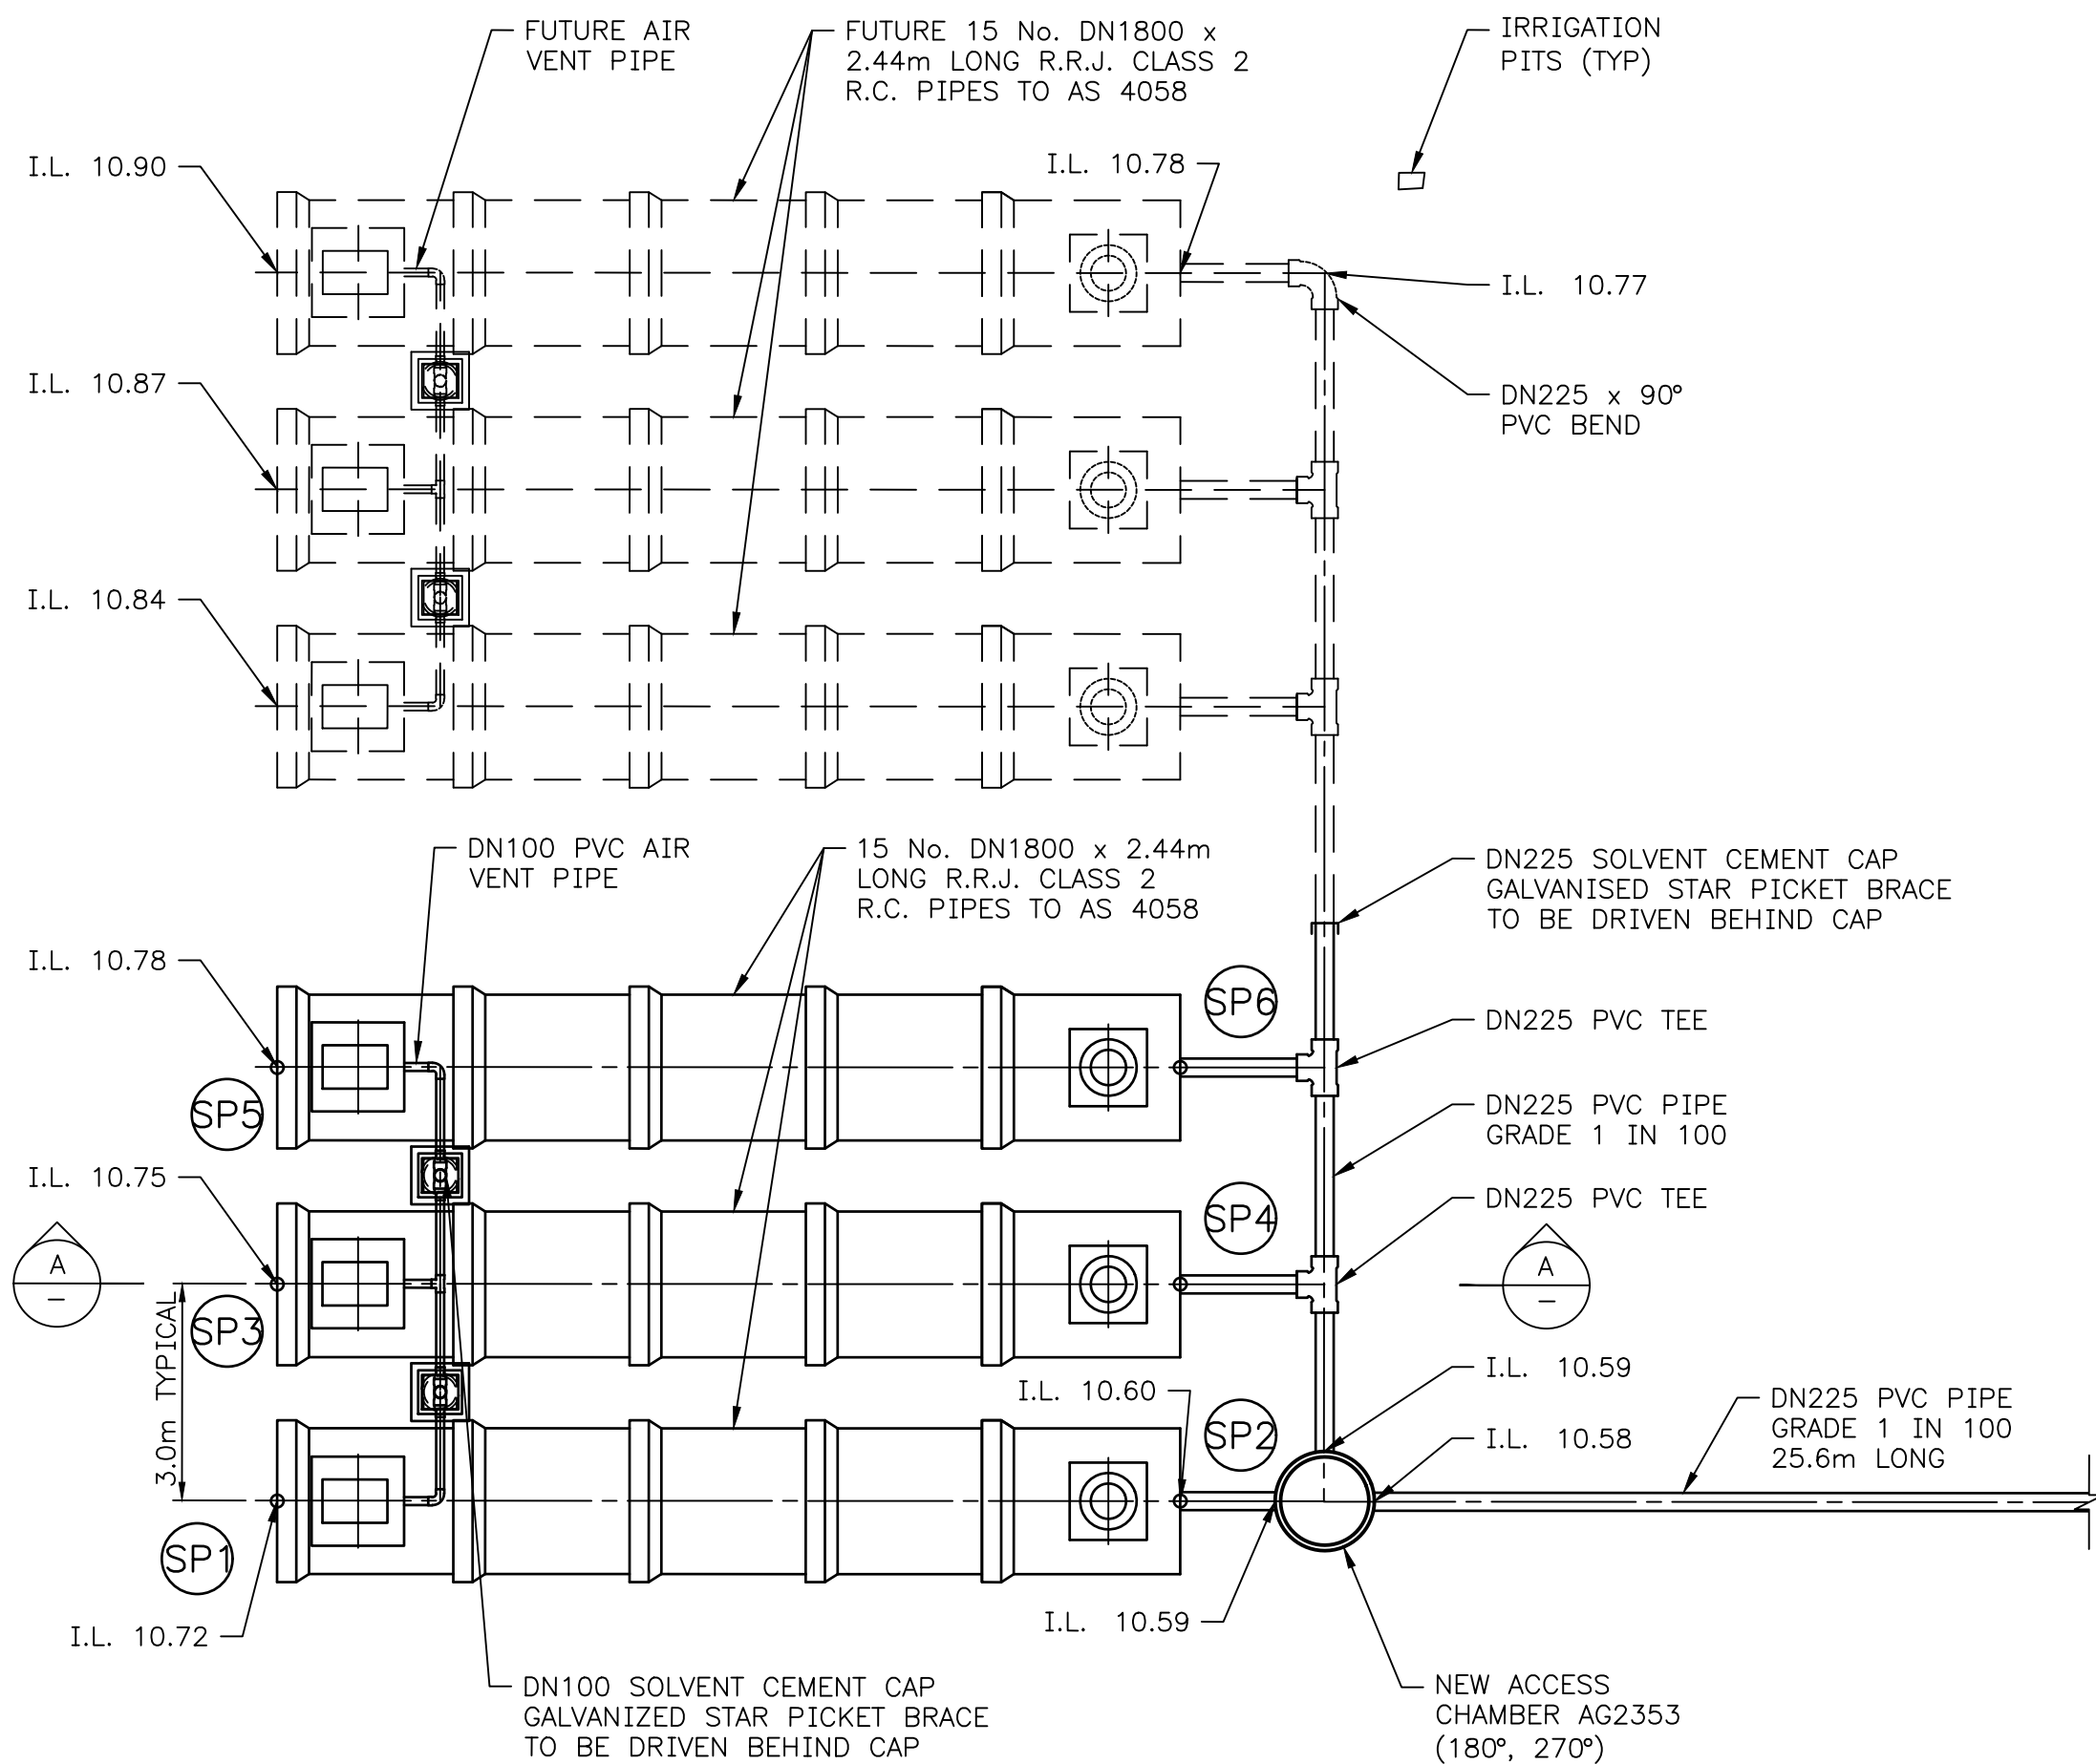 FUTURE AIR
VENT PIPE
FUTURE 15 No. DN1800 x
2.44m LONG R.R.J. CLASS 2
R.C. PIPES TO AS 4058
IRRIGATION
PITS (TYP)
I.L. 10.90
I.L. 10.78
I.L. 10.77
I.L. 10.87
DN225 x 90°
PVC BEND
I.L. 10.84
DN100 PVC AIR
VENT PIPE
15 No. DN1800 x 2.44m
LONG R.R.J. CLASS 2
R.C. PIPES TO AS 4058
DN225 SOLVENT CEMENT CAP
GALVANISED STAR PICKET BRACE
TO BE DRIVEN BEHIND CAP
I.L. 10.78
SP6
DN225 PVC TEE
SP5
DN225 PVC PIPE
GRADE 1 IN 100
I.L. 10.75
SP4
DN225 PVC TEE
A
–
A
–
3.0m TYPICAL
SP3
I.L. 10.60
SP2
I.L. 10.59
I.L. 10.58
DN225 PVC PIPE
GRADE 1 IN 100
25.6m LONG
SP1
I.L. 10.72
I.L. 10.59
DN100 SOLVENT CEMENT CAP
GALVANIZED STAR PICKET BRACE
TO BE DRIVEN BEHIND CAP
NEW ACCESS
CHAMBER AG2353
(180°, 270°)